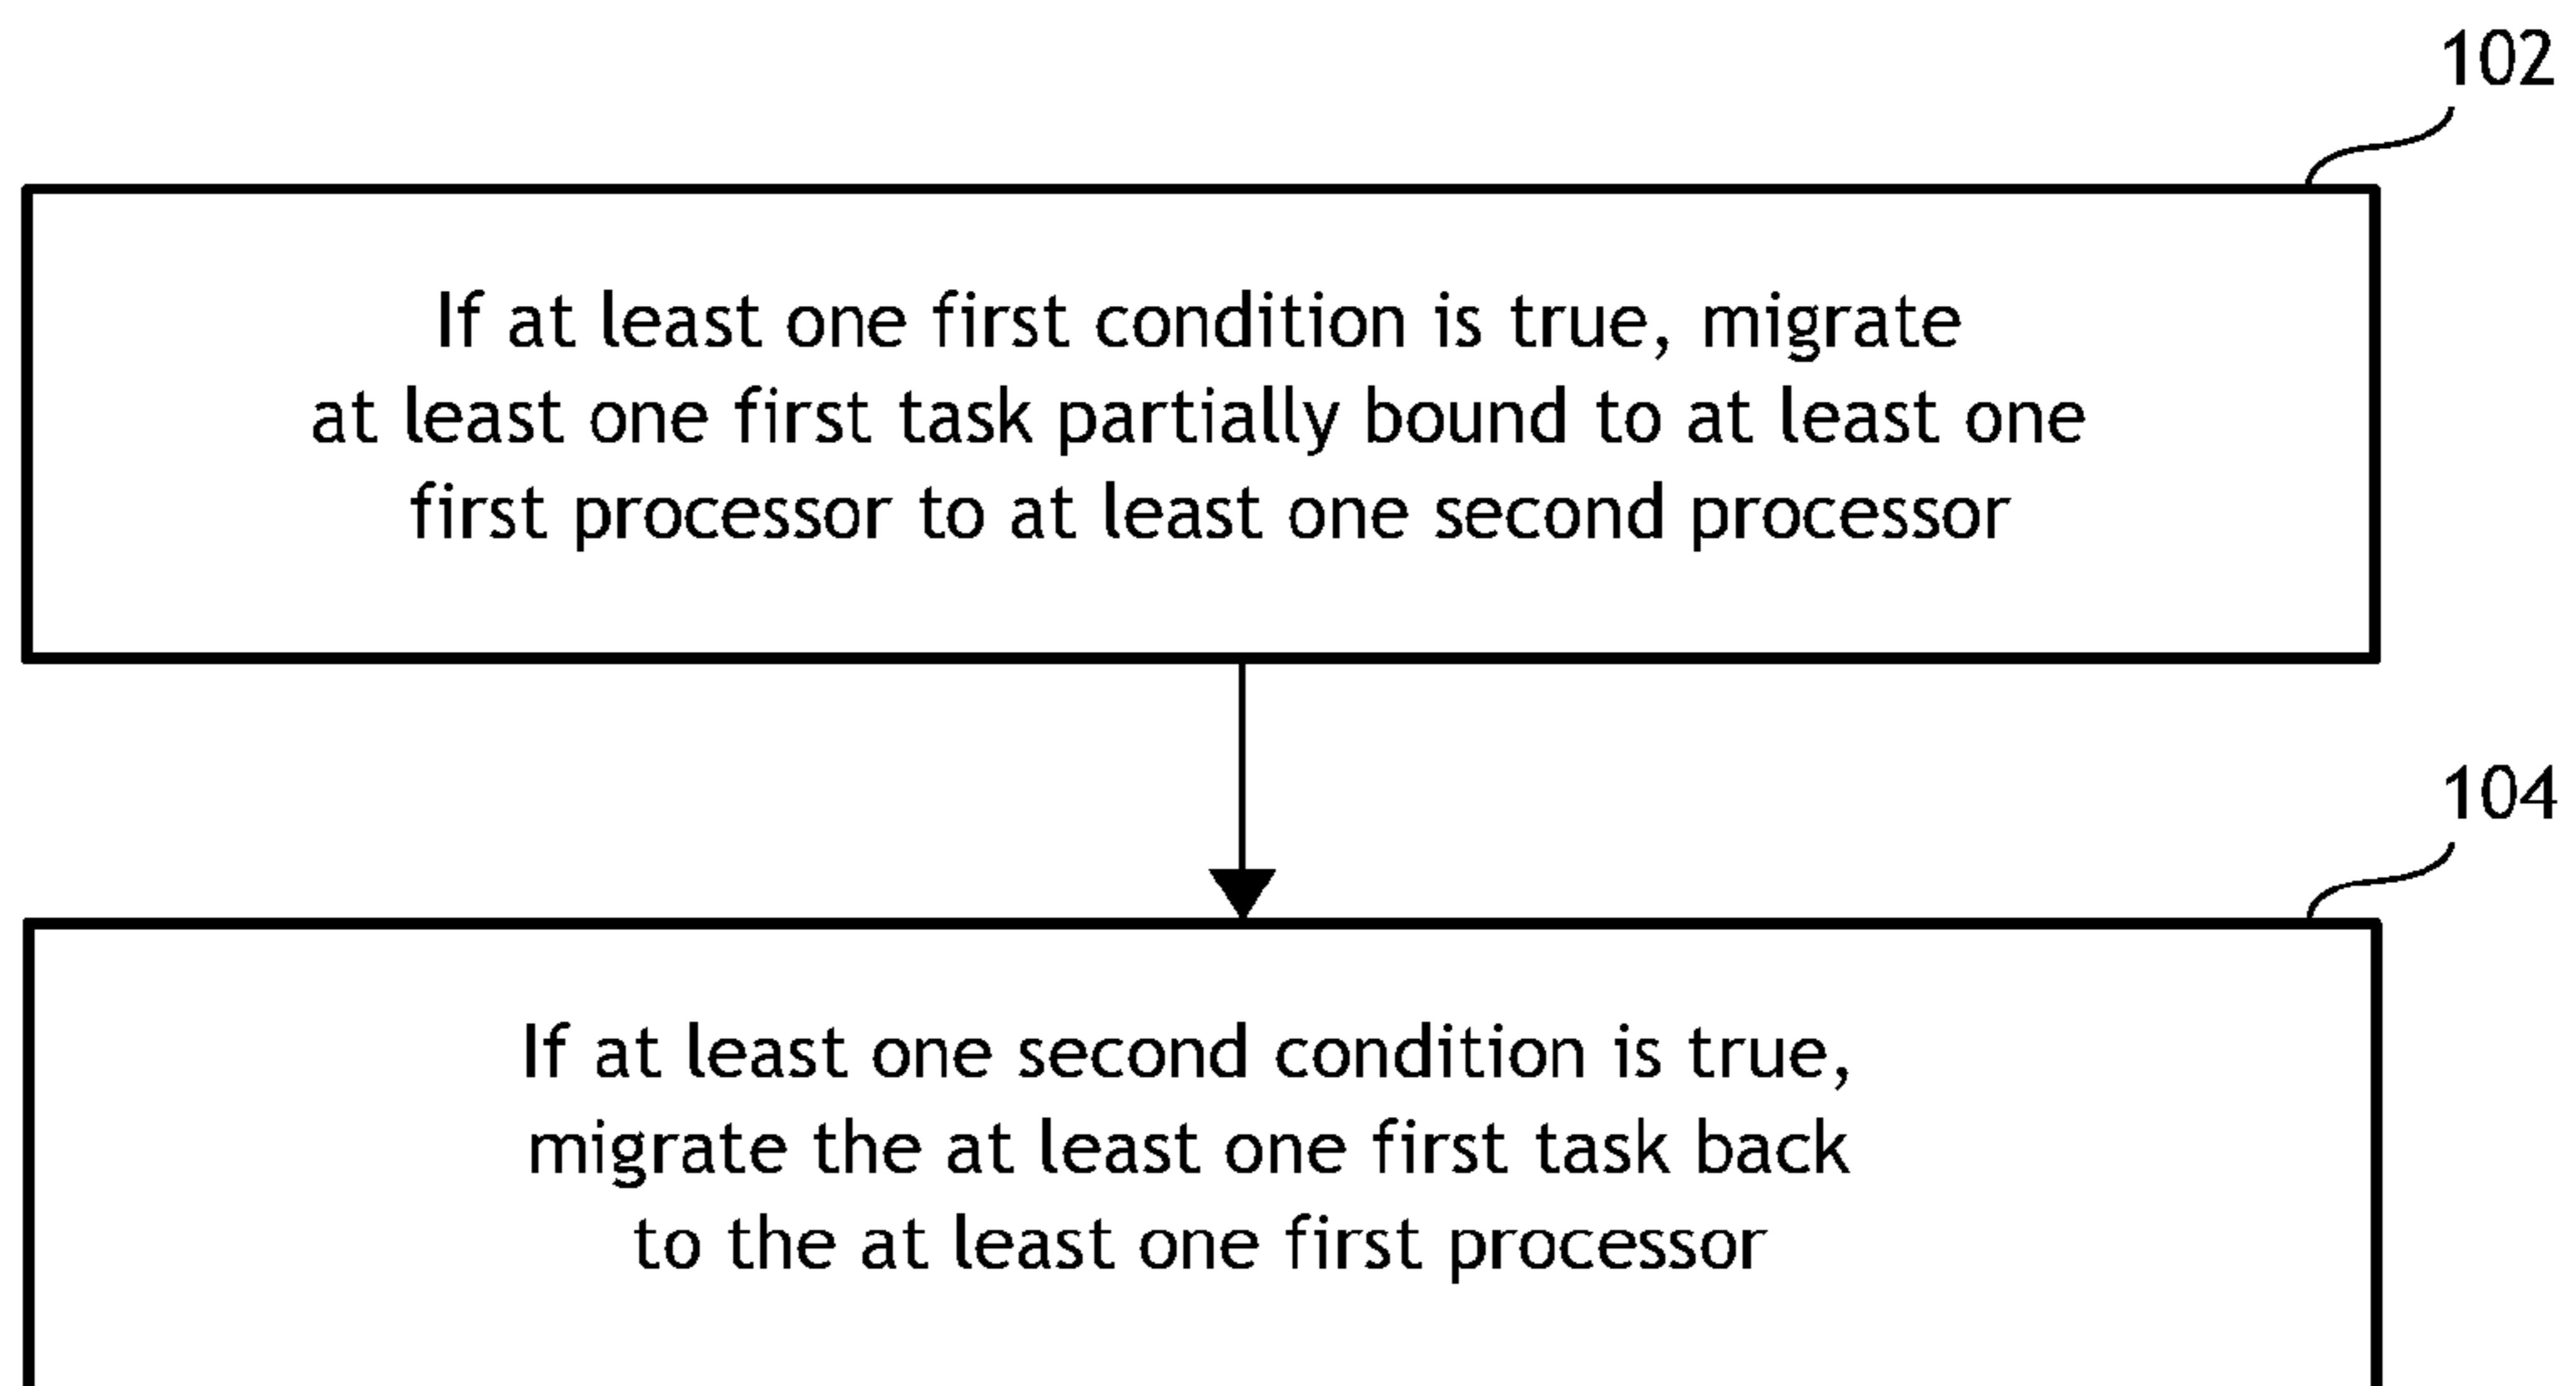 102
If at least one first condition is true, migrate
at least one first task partially bound to at least one
first processor to at least one second processor
104
If at least one second condition is true,
migrate the at least one first task back
to the at least one first processor